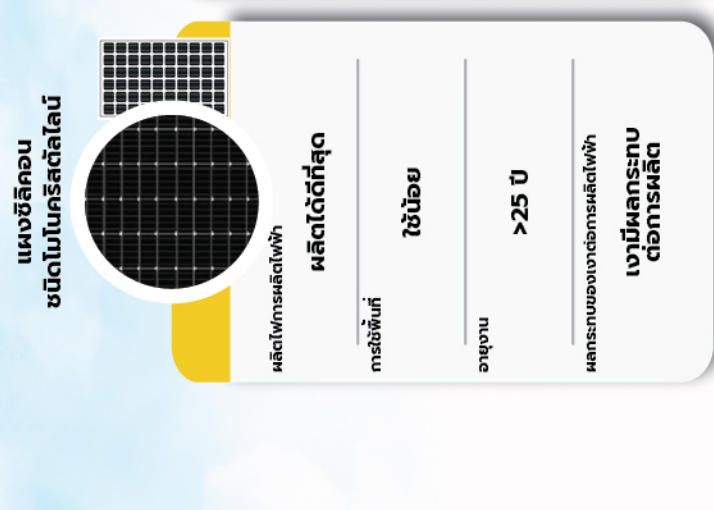 แผงซิลิคอน
ชนิดโมโนคริสตัลไลน์
ผลิตไฟการผลิตไฟฟ้า
ผลิตได้ดีที่สุด
การใช้พื้นที่
ใช้น้อย
อายุงาน
>25 ปี
ผลกระทบของเงาต่อการผลิตไฟฟ้า
เงามีผลกระทบ
ต่อการผลิต